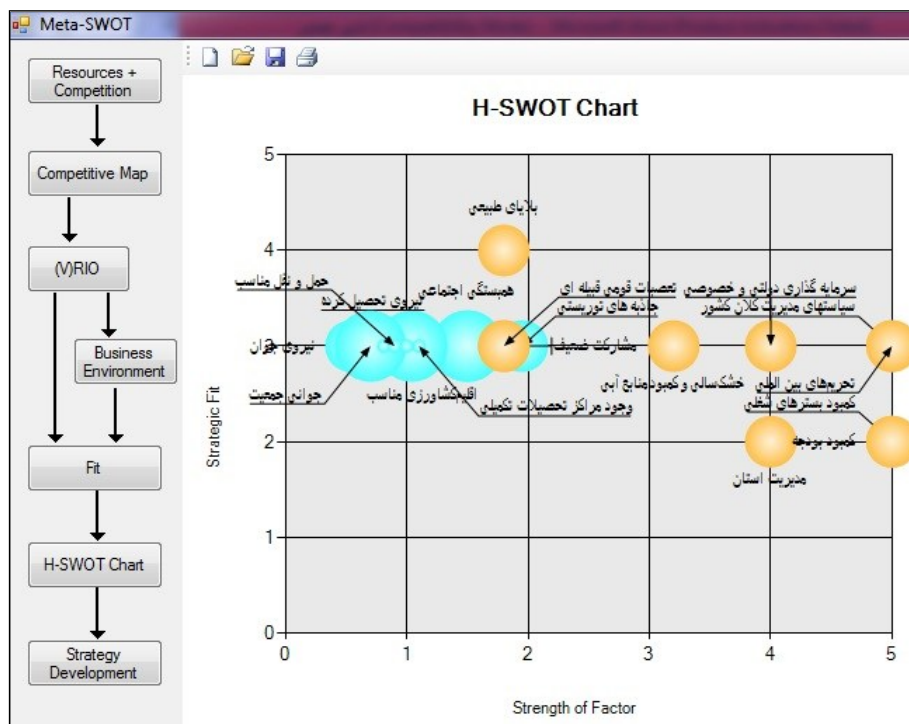 Meta-SWOT
Resources +
Competition
Competitive Map
(V)RIO
Business
Environment
Fit
H-SWOT Chart
Strategy
Development
H-SWOT Chart
Strategic Fit
5
4
3
2
1
0
بلایای طبیعی
حمل و نقل مناسب
نیروی تحصیل کرده
همبستگی اجتماعی
تعصبات قومی قبیله ای
جاذبه های توریستی
سرمایه گذاری دولتی و خصوصی
سیاستهای مدیریت کلان کشور
نیروی جوان
مشارکت ضعیف
جوانی جمعیت
اقلیم کشاورزی مناسب
وجود مراکز تحصیلات تکمیلی
خشکسالی و کمبود منابع آبی
تحریم‌های بین المللی
کمبود بسترهای شغلی
کمبود بودجه
مدیریت استان
0 1 2 3 4 5
Strength of Factor